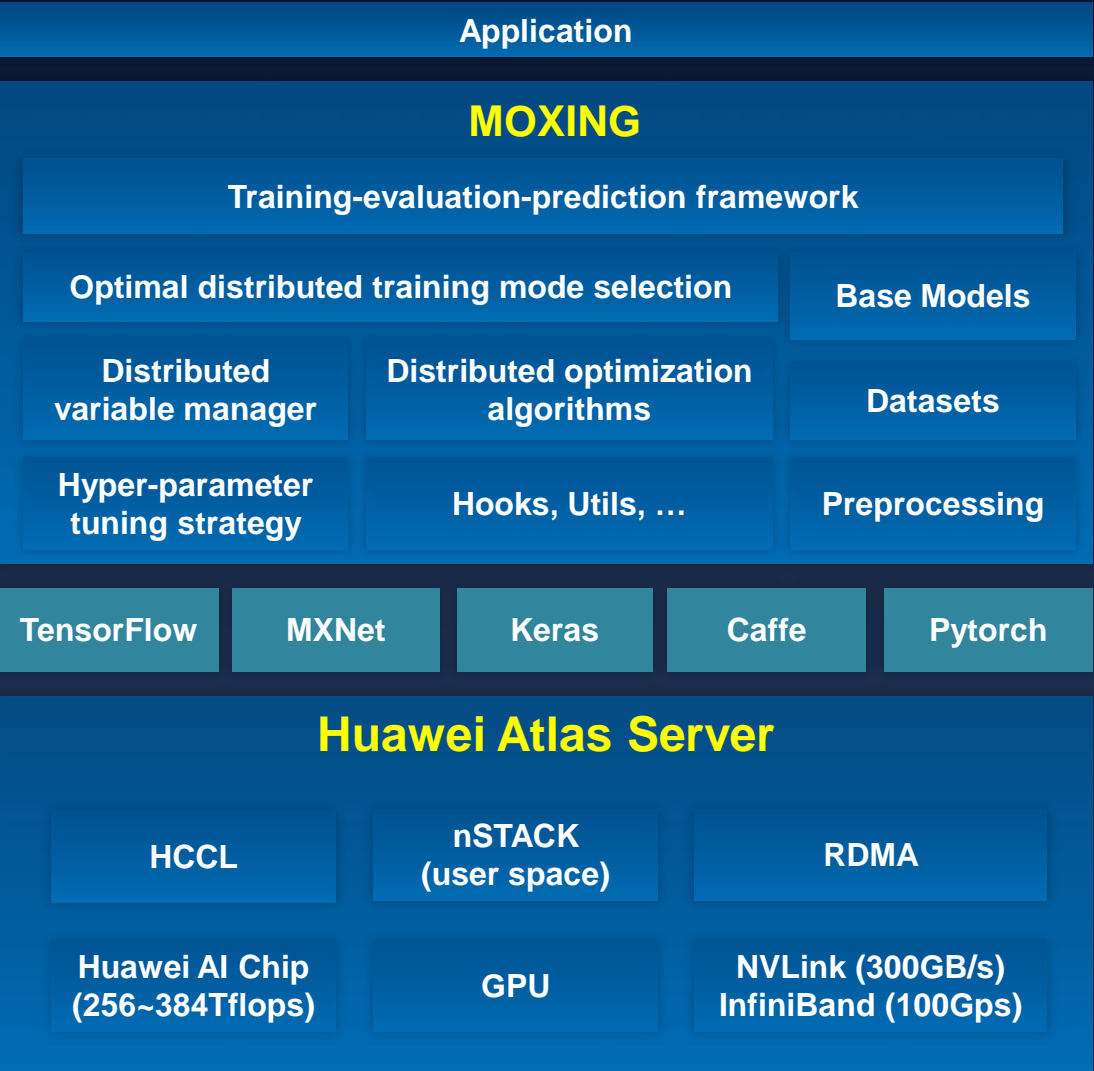 Application
MOXING
Training-evaluation-prediction framework
Optimal distributed training mode selection
Base Models
Distributed
variable manager
Distributed optimization
algorithms
Datasets
Hyper-parameter
tuning strategy
Hooks, Utils, …
Preprocessing
TensorFlow
MXNet
Keras
Caffe
Pytorch
Huawei Atlas Server
HCCL
nSTACK
(user space)
RDMA
Huawei AI Chip
(256~384Tflops)
GPU
NVLink (300GB/s)
InfiniBand (100Gps)